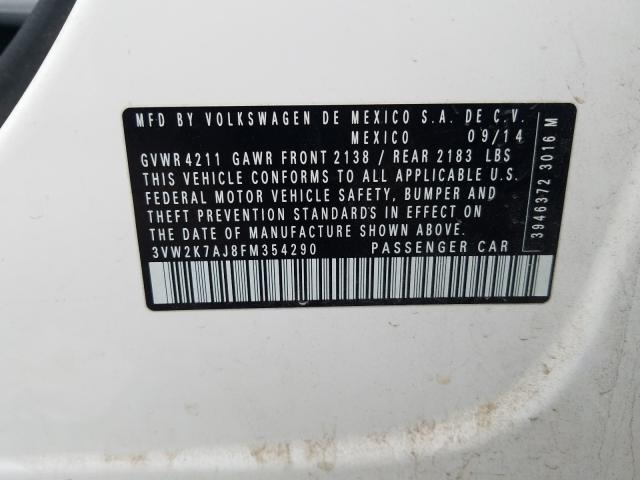 MFD BY VOLKSWAGEN DE MEXICO S.A. DE C.V.
MEXICO 09/14
GVWR 4211 GAWR FRONT 2138 / REAR 2183 LBS
THIS VEHICLE CONFORMS TO ALL APPLICABLE U.S.
FEDERAL MOTOR VEHICLE SAFETY, BUMPER AND
THEFT PREVENTION STANDARDS IN EFFECT ON
THE DATE OF MANUFACTURE SHOWN ABOVE.
3VW2K7AJ8FM354290 PASSENGER CAR
3946372 3016 M